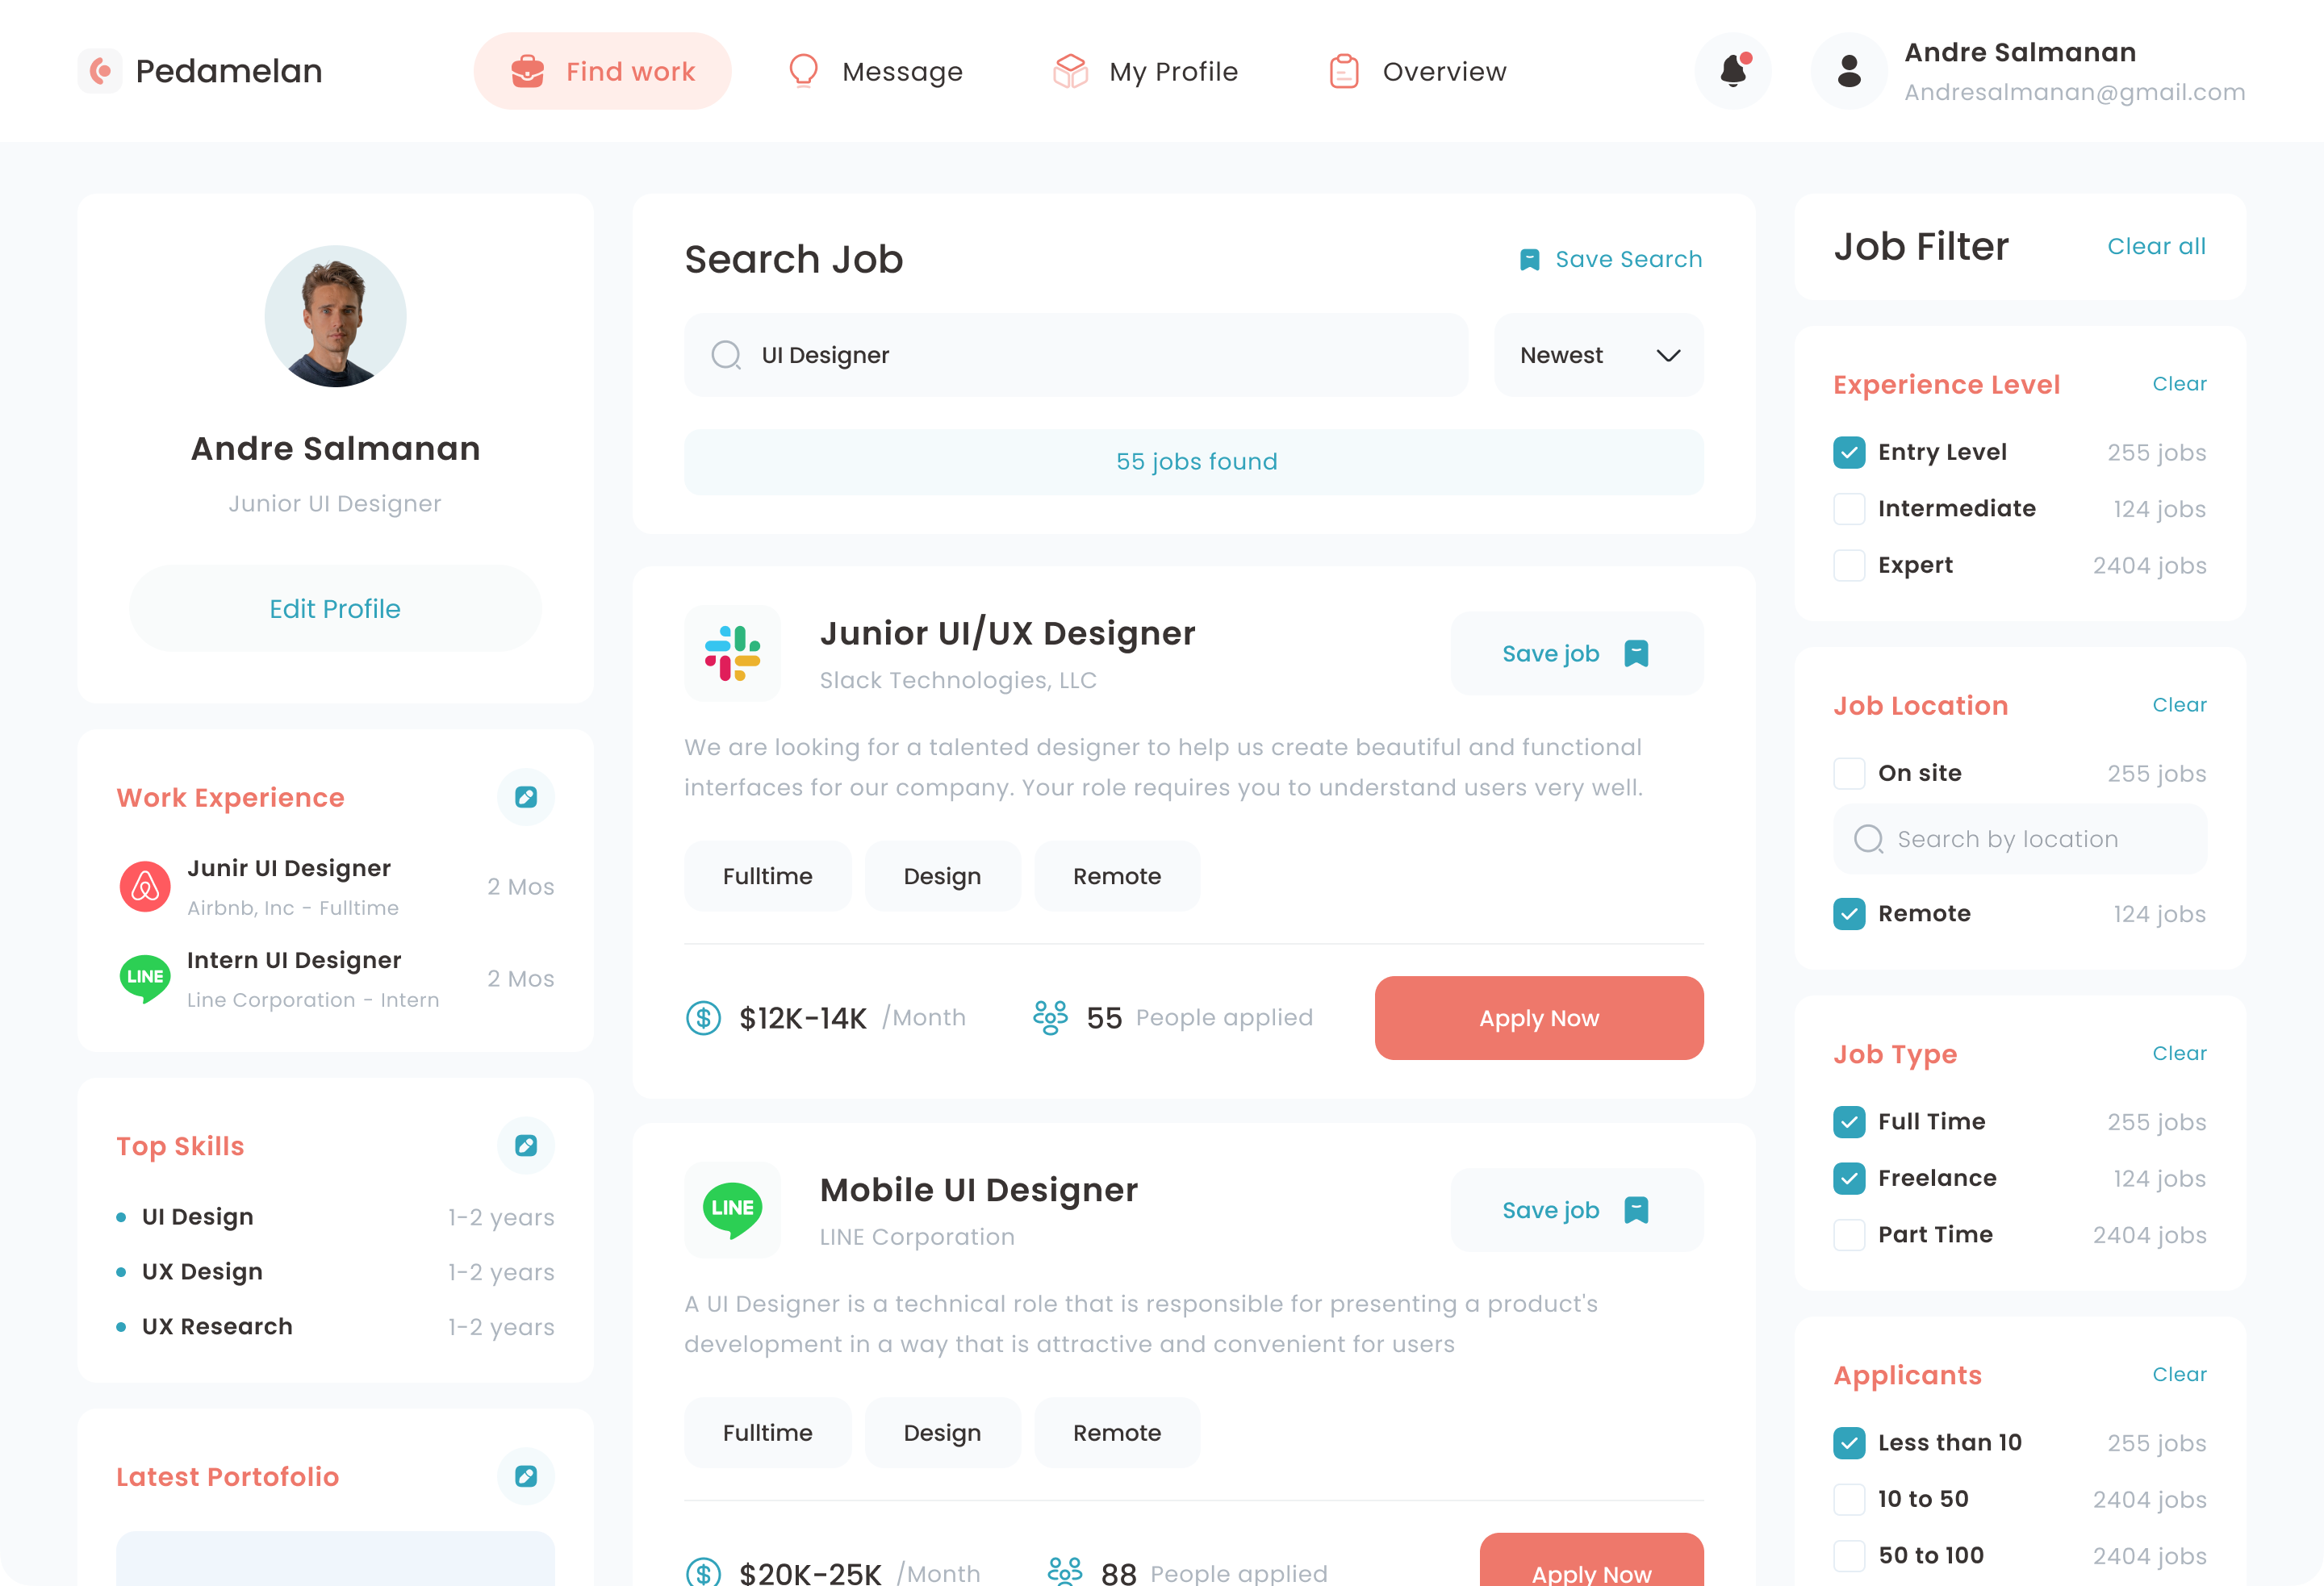 Pedamelan
Find work
Message
My Profile
Overview
Andre Salmanan
Andresalmanan@gmail.com
Andre Salmanan
Junior UI Designer
Edit Profile
Work Experience
Junir UI Designer
Airbnb, Inc - Fulltime
2 Mos
LINE
Intern UI Designer
Line Corporation - Intern
2 Mos
Top Skills
UI Design
1-2 years
UX Design
1-2 years
UX Research
1-2 years
Latest Portofolio
Search Job
Save Search
UI Designer
Newest
55 jobs found
Junior UI/UX Designer
Slack Technologies, LLC
Save job
We are looking for a talented designer to help us create beautiful and functional
interfaces for our company. Your role requires you to understand users very well.
Fulltime
Design
Remote
$12K-14K /Month
55 People applied
Apply Now
LINE
Mobile UI Designer
LINE Corporation
Save job
A UI Designer is a technical role that is responsible for presenting a product's
development in a way that is attractive and convenient for users
Fulltime
Design
Remote
$20K-25K /Month
88 People applied
Apply Now
Job Filter
Clear all
Experience Level
Clear
Entry Level
255 jobs
Intermediate
124 jobs
Expert
2404 jobs
Job Location
Clear
On site
255 jobs
Search by location
Remote
124 jobs
Job Type
Clear
Full Time
255 jobs
Freelance
124 jobs
Part Time
2404 jobs
Applicants
Clear
Less than 10
255 jobs
10 to 50
2404 jobs
50 to 100
2404 jobs